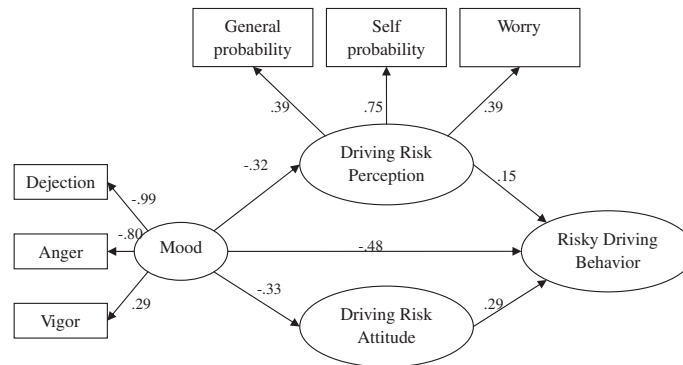 General
probability
Self
probability
Worry
.39
.75
.39
Driving Risk
Perception
-.32
.15
Dejection
-.99
Anger
-.80
Mood
-.48
Risky Driving
Behavior
Vigor
.29
-.33
Driving Risk
Attitude
.29